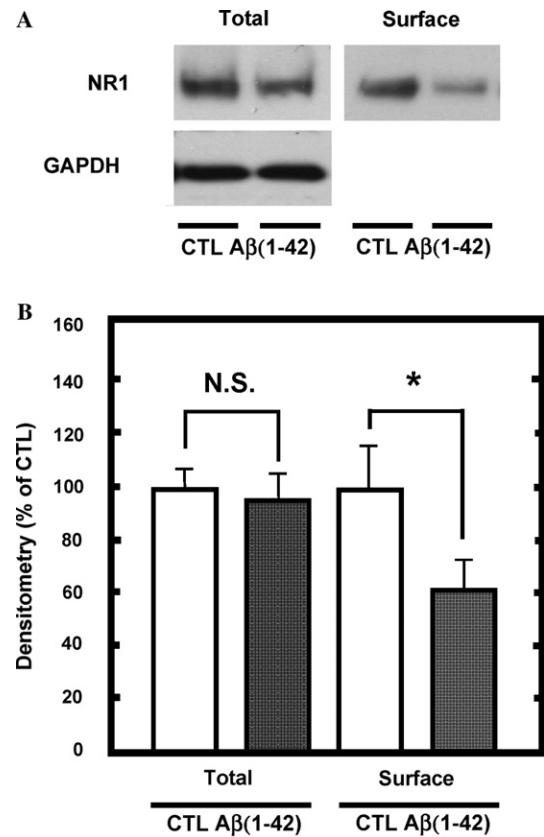 A
Total Surface
NR1
GAPDH
CTL Aβ(1-42) CTL Aβ(1-42)
B
160
140
120
100
80
60
40
20
0
Densitometry (% of CTL)
N.S.
*
Total Surface
CTL Aβ(1-42) CTL Aβ(1-42)